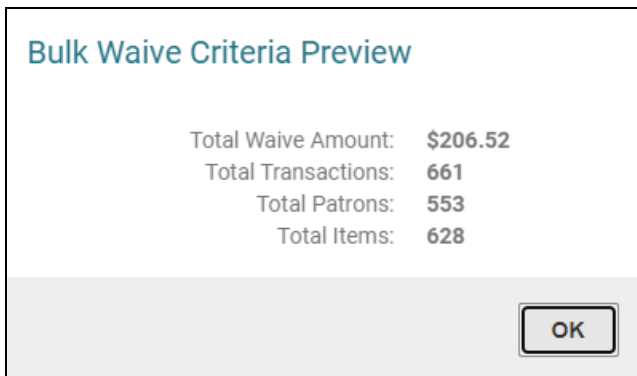 Bulk Waive Criteria Preview
Total Waive Amount: $206.52
Total Transactions: 661
Total Patrons: 553
Total Items: 628
OK